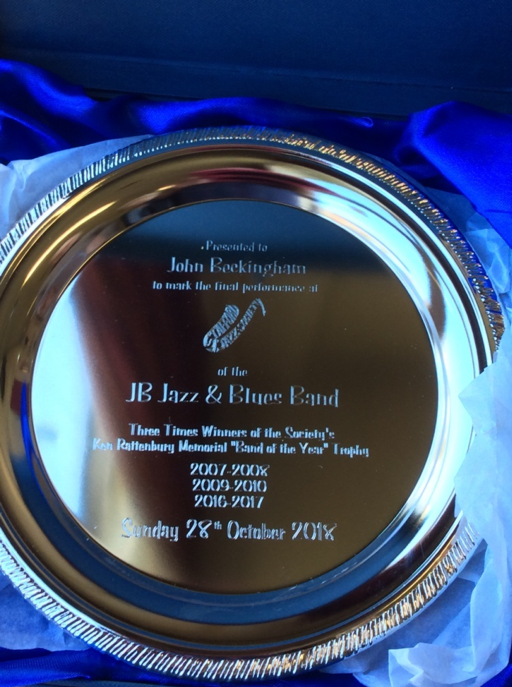 Presented to
John Beckingham
to mark the final performance at
JAZZ SOCIETY
of the
JB Jazz & Blues Band
Three Times Winners of the Society's
Ken Rattenbury Memorial "Band of the Year" Trophy
2007-2008
2009-2010
2016-2017
Sunday 28th October 2018